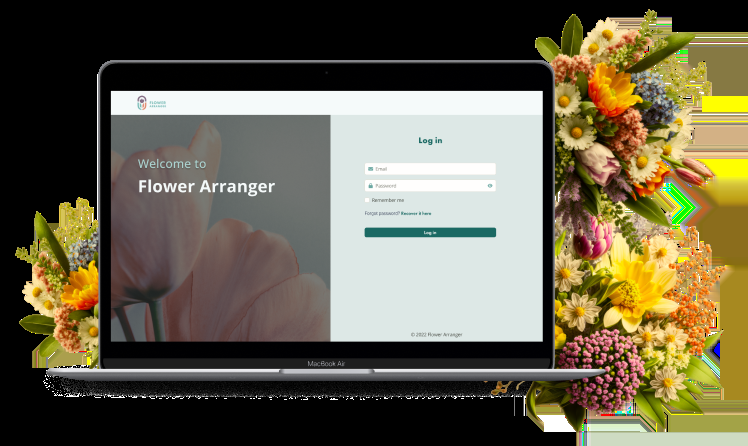 FLOWER
ARRANGER
Welcome to
Flower Arranger
Log in
Email
Password
Remember me
Forgot password? Recover it here
Log in
© 2022 Flower Arranger
MacBook Air